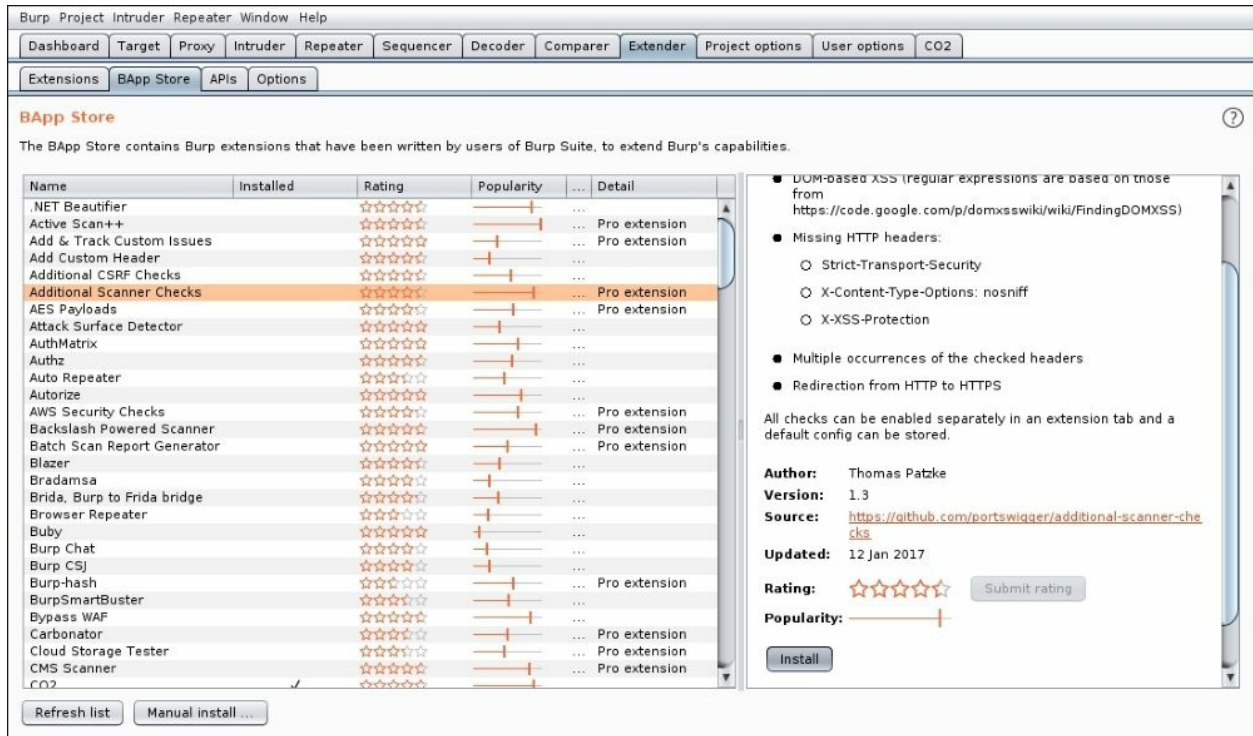 Burp Project Intruder Repeater Window Help
Dashboard Target Proxy Intruder Repeater Sequencer Decoder Comparer Extender Project options User options CO2
Extensions BApp Store APIs Options
BApp Store
?
The BApp Store contains Burp extensions that have been written by users of Burp Suite, to extend Burp's capabilities.
Name Installed Rating Popularity ... Detail
.NET Beautifier ...
Active Scan++ ... Pro extension
Add & Track Custom Issues ... Pro extension
Add Custom Header ...
Additional CSRF Checks ...
Additional Scanner Checks ... Pro extension
AES Payloads ... Pro extension
Attack Surface Detector ...
AuthMatrix ...
Authz ...
Auto Repeater ...
Autorize ...
AWS Security Checks ... Pro extension
Backslash Powered Scanner ... Pro extension
Batch Scan Report Generator ... Pro extension
Blazer ...
Bradamsa ...
Brida, Burp to Frida bridge ...
Browser Repeater ...
Buby ...
Burp Chat ...
Burp CSJ ...
Burp-hash ... Pro extension
BurpSmartBuster ...
Bypass WAF ...
Carbonator ... Pro extension
Cloud Storage Tester ... Pro extension
CMS Scanner ... Pro extension
CO2 ✓
Refresh list Manual install ...
DOM-based XSS (regular expressions are based on those
from
https://code.google.com/p/domxsswiki/wiki/FindingDOMXSS)
Missing HTTP headers:
Strict-Transport-Security
X-Content-Type-Options: nosniff
X-XSS-Protection
Multiple occurrences of the checked headers
Redirection from HTTP to HTTPS
All checks can be enabled separately in an extension tab and a
default config can be stored.
Author: Thomas Patzke
Version: 1.3
Source: https://github.com/portswigger/additional-scanner-che
cks
Updated: 12 Jan 2017
Rating: Submit rating
Popularity:
Install